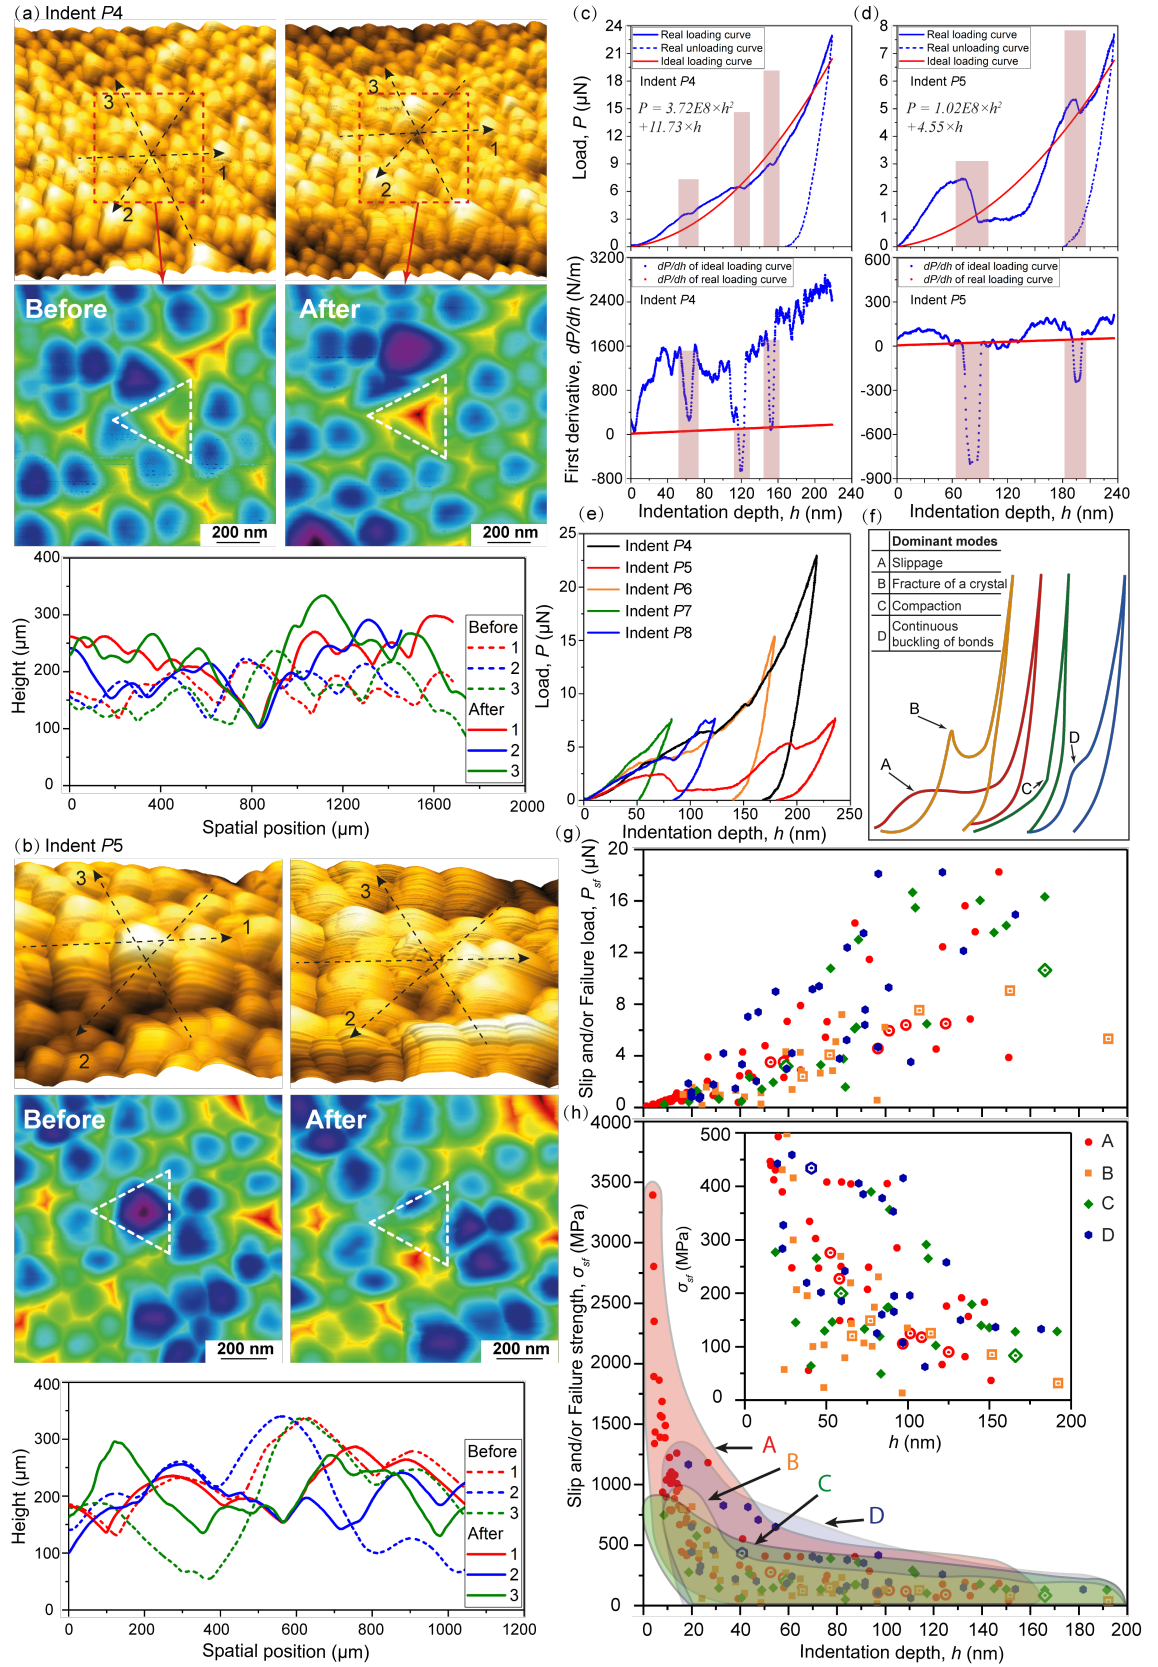 (a) Indent P4
3
1
2
3
1
2
Before
After
200 nm
200 nm
400
300
200
100
0
Height (μm)
0 400 800 1200 1600 2000
Spatial position (μm)
Before
1
2
3
After
1
2
3
(b) Indent P5
3
1
2
3
2
Before
After
200 nm
200 nm
400
300
200
100
0
Height (μm)
0 200 400 600 800 1000 1200
Spatial position (μm)
Before
1
2
3
After
1
2
3
(c)
24
21
18
15
12
9
6
3
0
Load, P (μN)
Real loading curve
Real unloading curve
Ideal loading curve
Indent P4
P = 3.72E8×h²
+11.73×h
3200
2400
1600
800
0
-800
First derivative, dP/dh (N/m)
dP/dh of ideal loading curve
dP/dh of real loading curve
Indent P4
0 40 80 120 160 200 240
Indentation depth, h (nm)
(d)
8
7
6
5
4
3
2
1
0
Real loading curve
Real unloading curve
Ideal loading curve
Indent P5
P = 1.02E8×h²
+4.55×h
600
300
0
-300
-600
-900
dP/dh of ideal loading curve
dP/dh of real loading curve
Indent P5
0 60 120 180 240
Indentation depth, h (nm)
(e)
25
20
15
10
5
0
Load, P (μN)
Indent P4
Indent P5
Indent P6
Indent P7
Indent P8
0 50 100 150 200 250
Indentation depth, h (nm)
(f)
Dominant modes
A Slippage
B Fracture of a crystal
C Compaction
D Continuous
buckling of bonds
B
A
D
C
(g)
20
16
12
8
4
0
Slip and/or Failure load, Psf (μN)
(h)
4000
3500
3000
2500
2000
1500
1000
500
0
Slip and/or Failure strength, σsf (MPa)
500
400
300
200
100
0
σsf (MPa)
0 50 100 150 200
h (nm)
A
B
C
D
A
B
C
D
0 20 40 60 80 100 120 140 160 180 200
Indentation depth, h (nm)